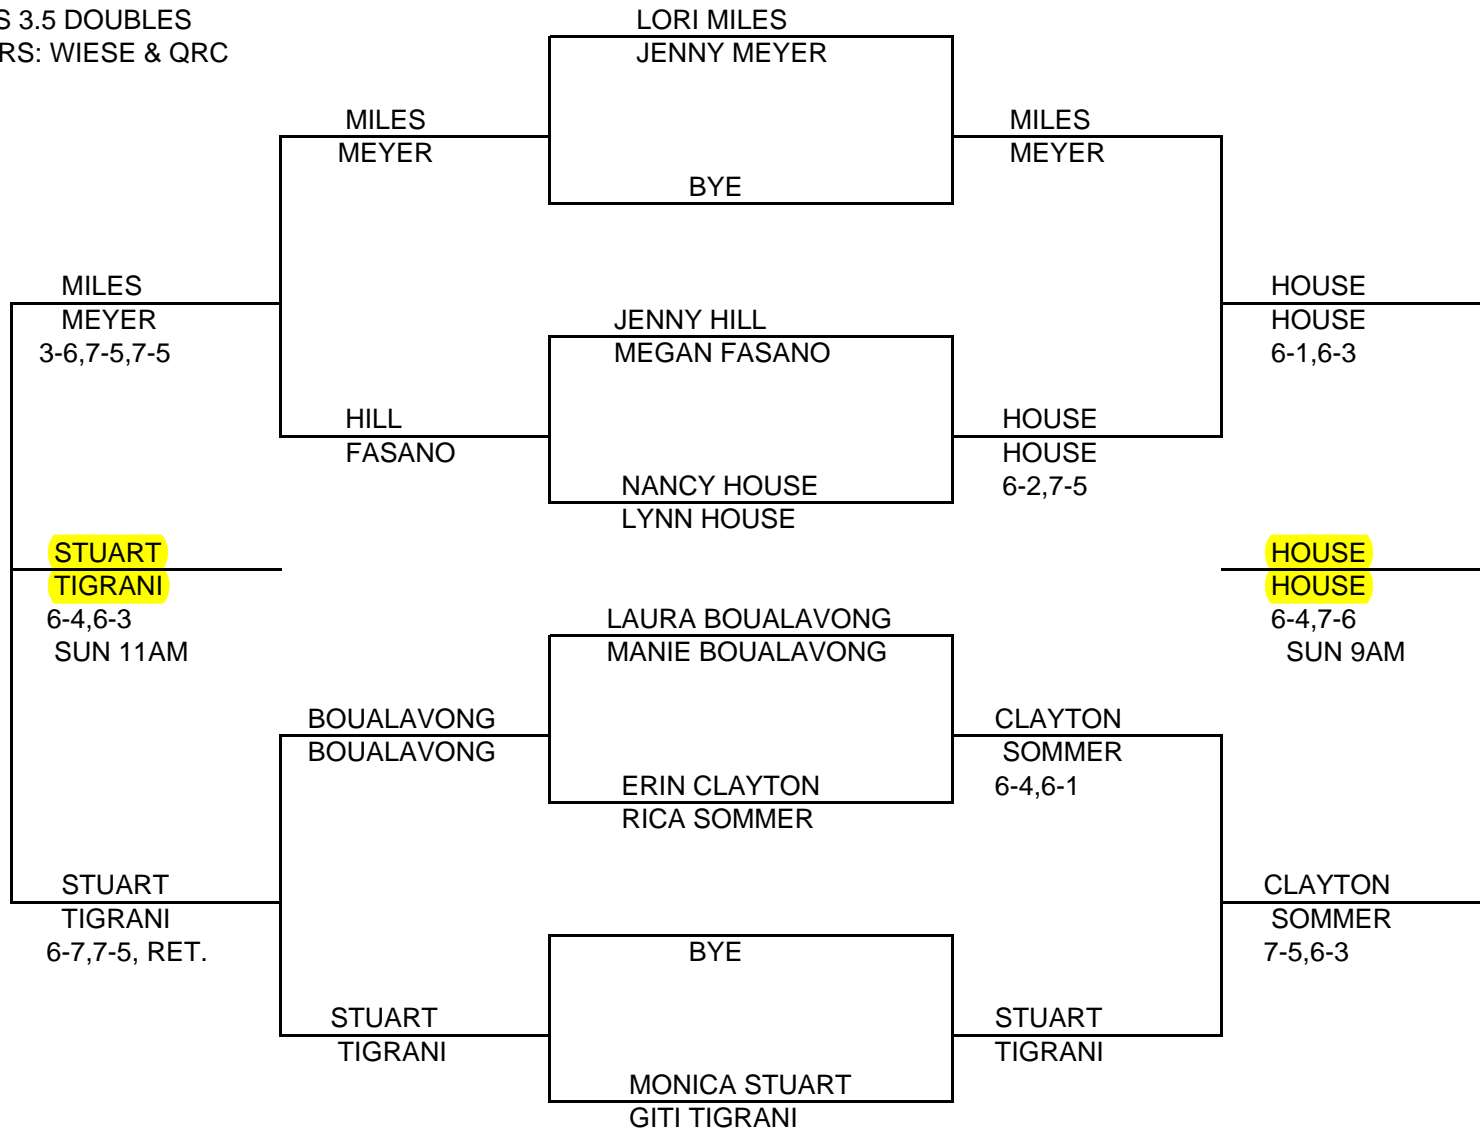 S 3.5 DOUBLES
RS: WIESE & QRC
LORI MILES
JENNY MEYER
MILES
MEYER
MILES
MEYER
BYE
MILES
MEYER
3-6,7-5,7-5
JENNY HILL
MEGAN FASANO
HOUSE
HOUSE
6-1,6-3
HILL
FASANO
HOUSE
HOUSE
6-2,7-5
NANCY HOUSE
LYNN HOUSE
STUART
TIGRANI
6-4,6-3
SUN 11AM
HOUSE
HOUSE
6-4,7-6
SUN 9AM
LAURA BOUALAVONG
MANIE BOUALAVONG
BOUALAVONG
BOUALAVONG
CLAYTON
SOMMER
6-4,6-1
ERIN CLAYTON
RICA SOMMER
STUART
TIGRANI
6-7,7-5, RET.
BYE
CLAYTON
SOMMER
7-5,6-3
STUART
TIGRANI
STUART
TIGRANI
MONICA STUART
GITI TIGRANI